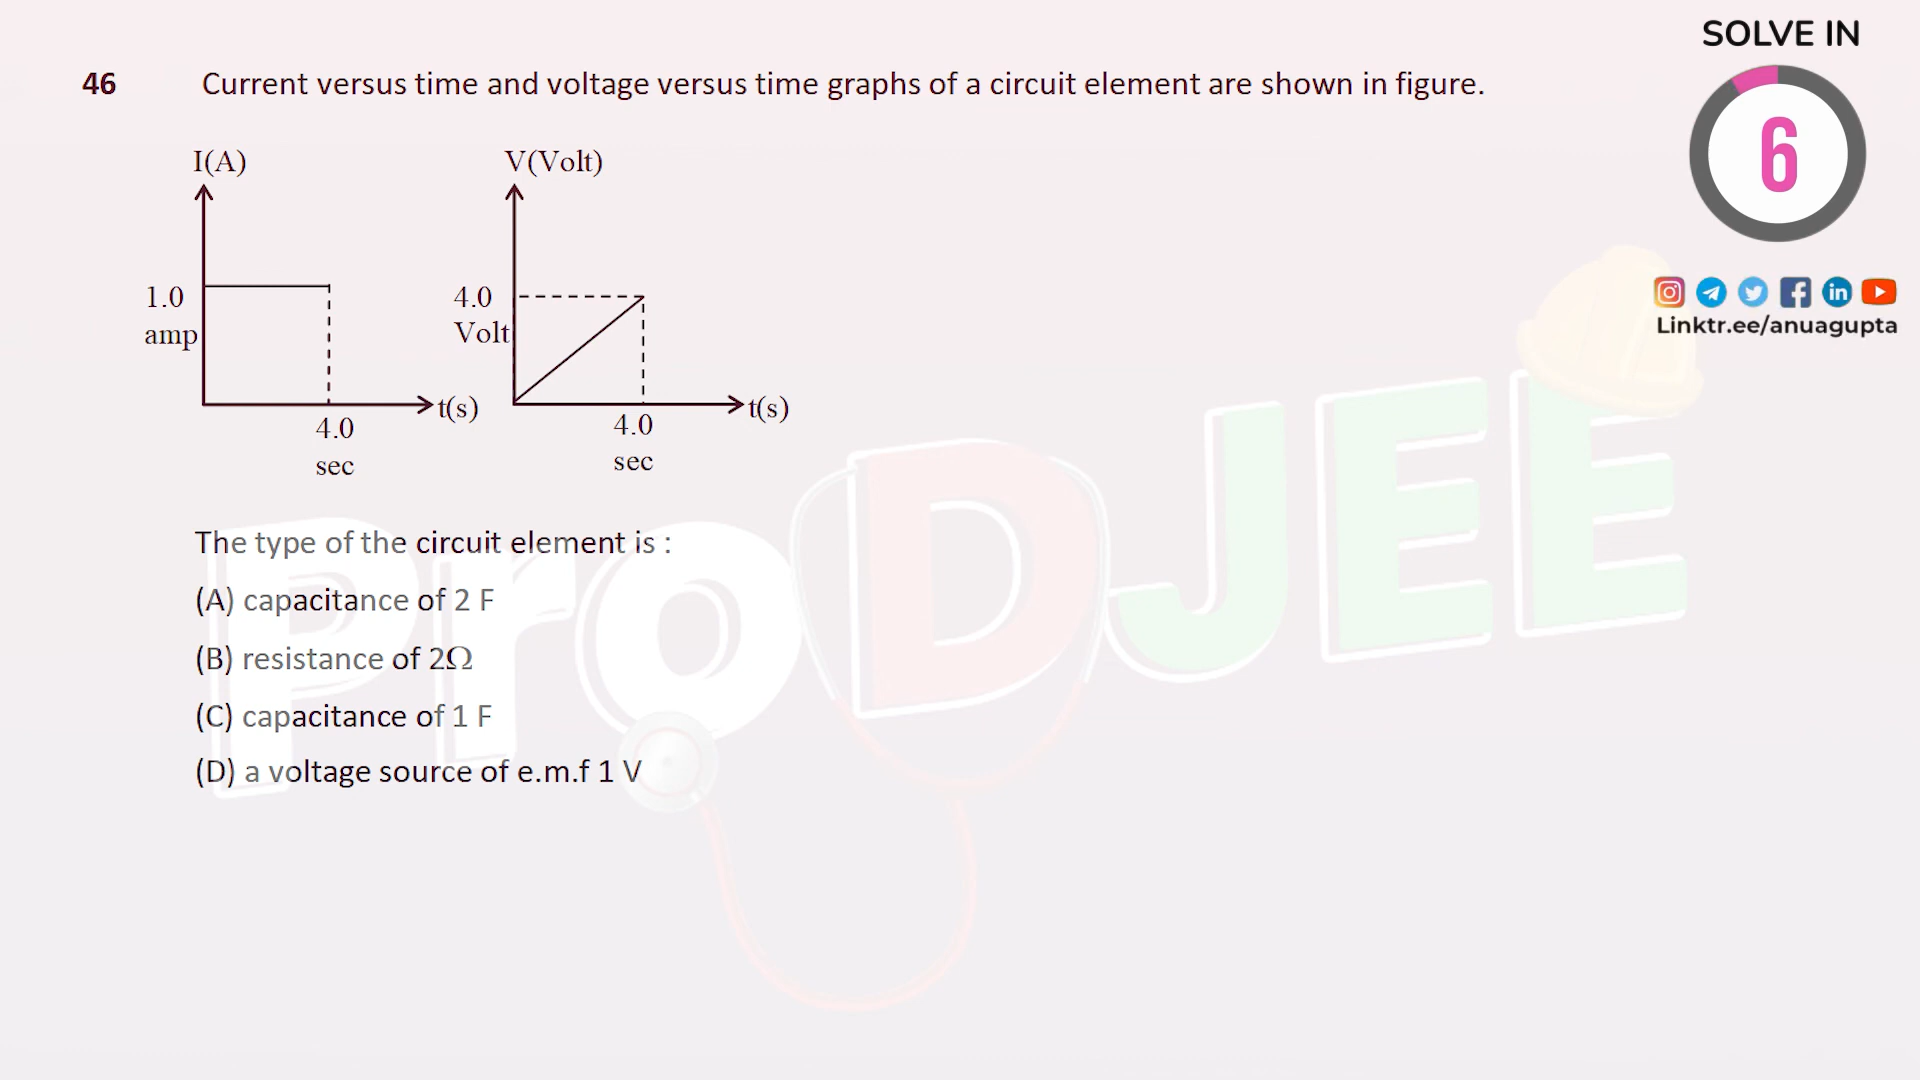 SOLVE IN
6
Linktr.ee/anuagupta
46 Current versus time and voltage versus time graphs of a circuit element are shown in figure.
I(A) V(Volt)
1.0 amp 4.0 Volt
t(s) t(s)
4.0 sec 4.0 sec
The type of the circuit element is :
(A) capacitance of 2 F
(B) resistance of 2Ω
(C) capacitance of 1 F
(D) a voltage source of e.m.f 1 V
ProDJEE